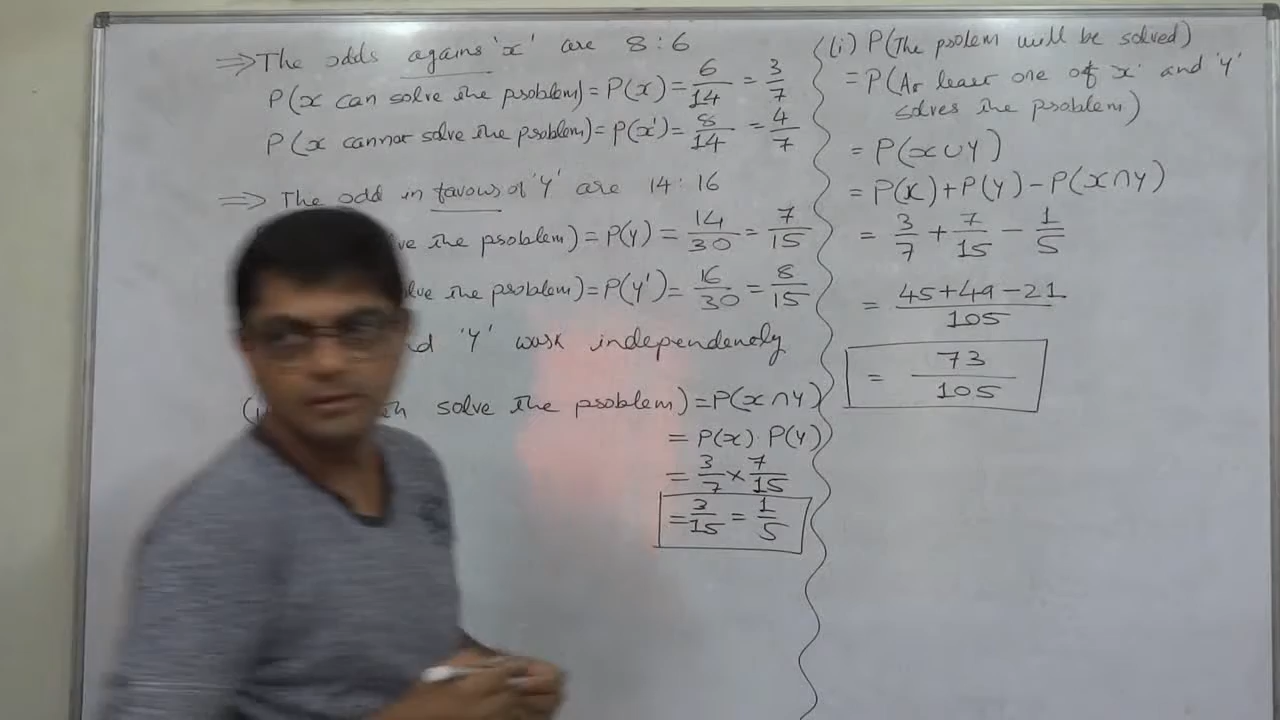 ⇒ The odds agains 'x' are 8 : 6
P(x can solve the problem) = P(x) = 6/14 = 3/7
P(x cannot solve the problem) = P(x') = 8/14 = 4/7
⇒ The odd in favour of 'Y' are 14 : 16
the problem) = P(Y) = 14/30 = 7/15
the problem) = P(Y') = 16/30 = 8/15
'Y' work independenely
solve the problem) = P(x∩Y)
= P(x) . P(Y)
= 3/7 × 7/15
= 3/15 = 1/5
(i) P(The prolem will be solved)
= P(At least one of 'x' and 'Y'
solves the problem)
= P(x∪Y)
= P(x) + P(Y) - P(x∩Y)
= 3/7 + 7/15 - 1/5
= 45+49-21/105
= 73/105